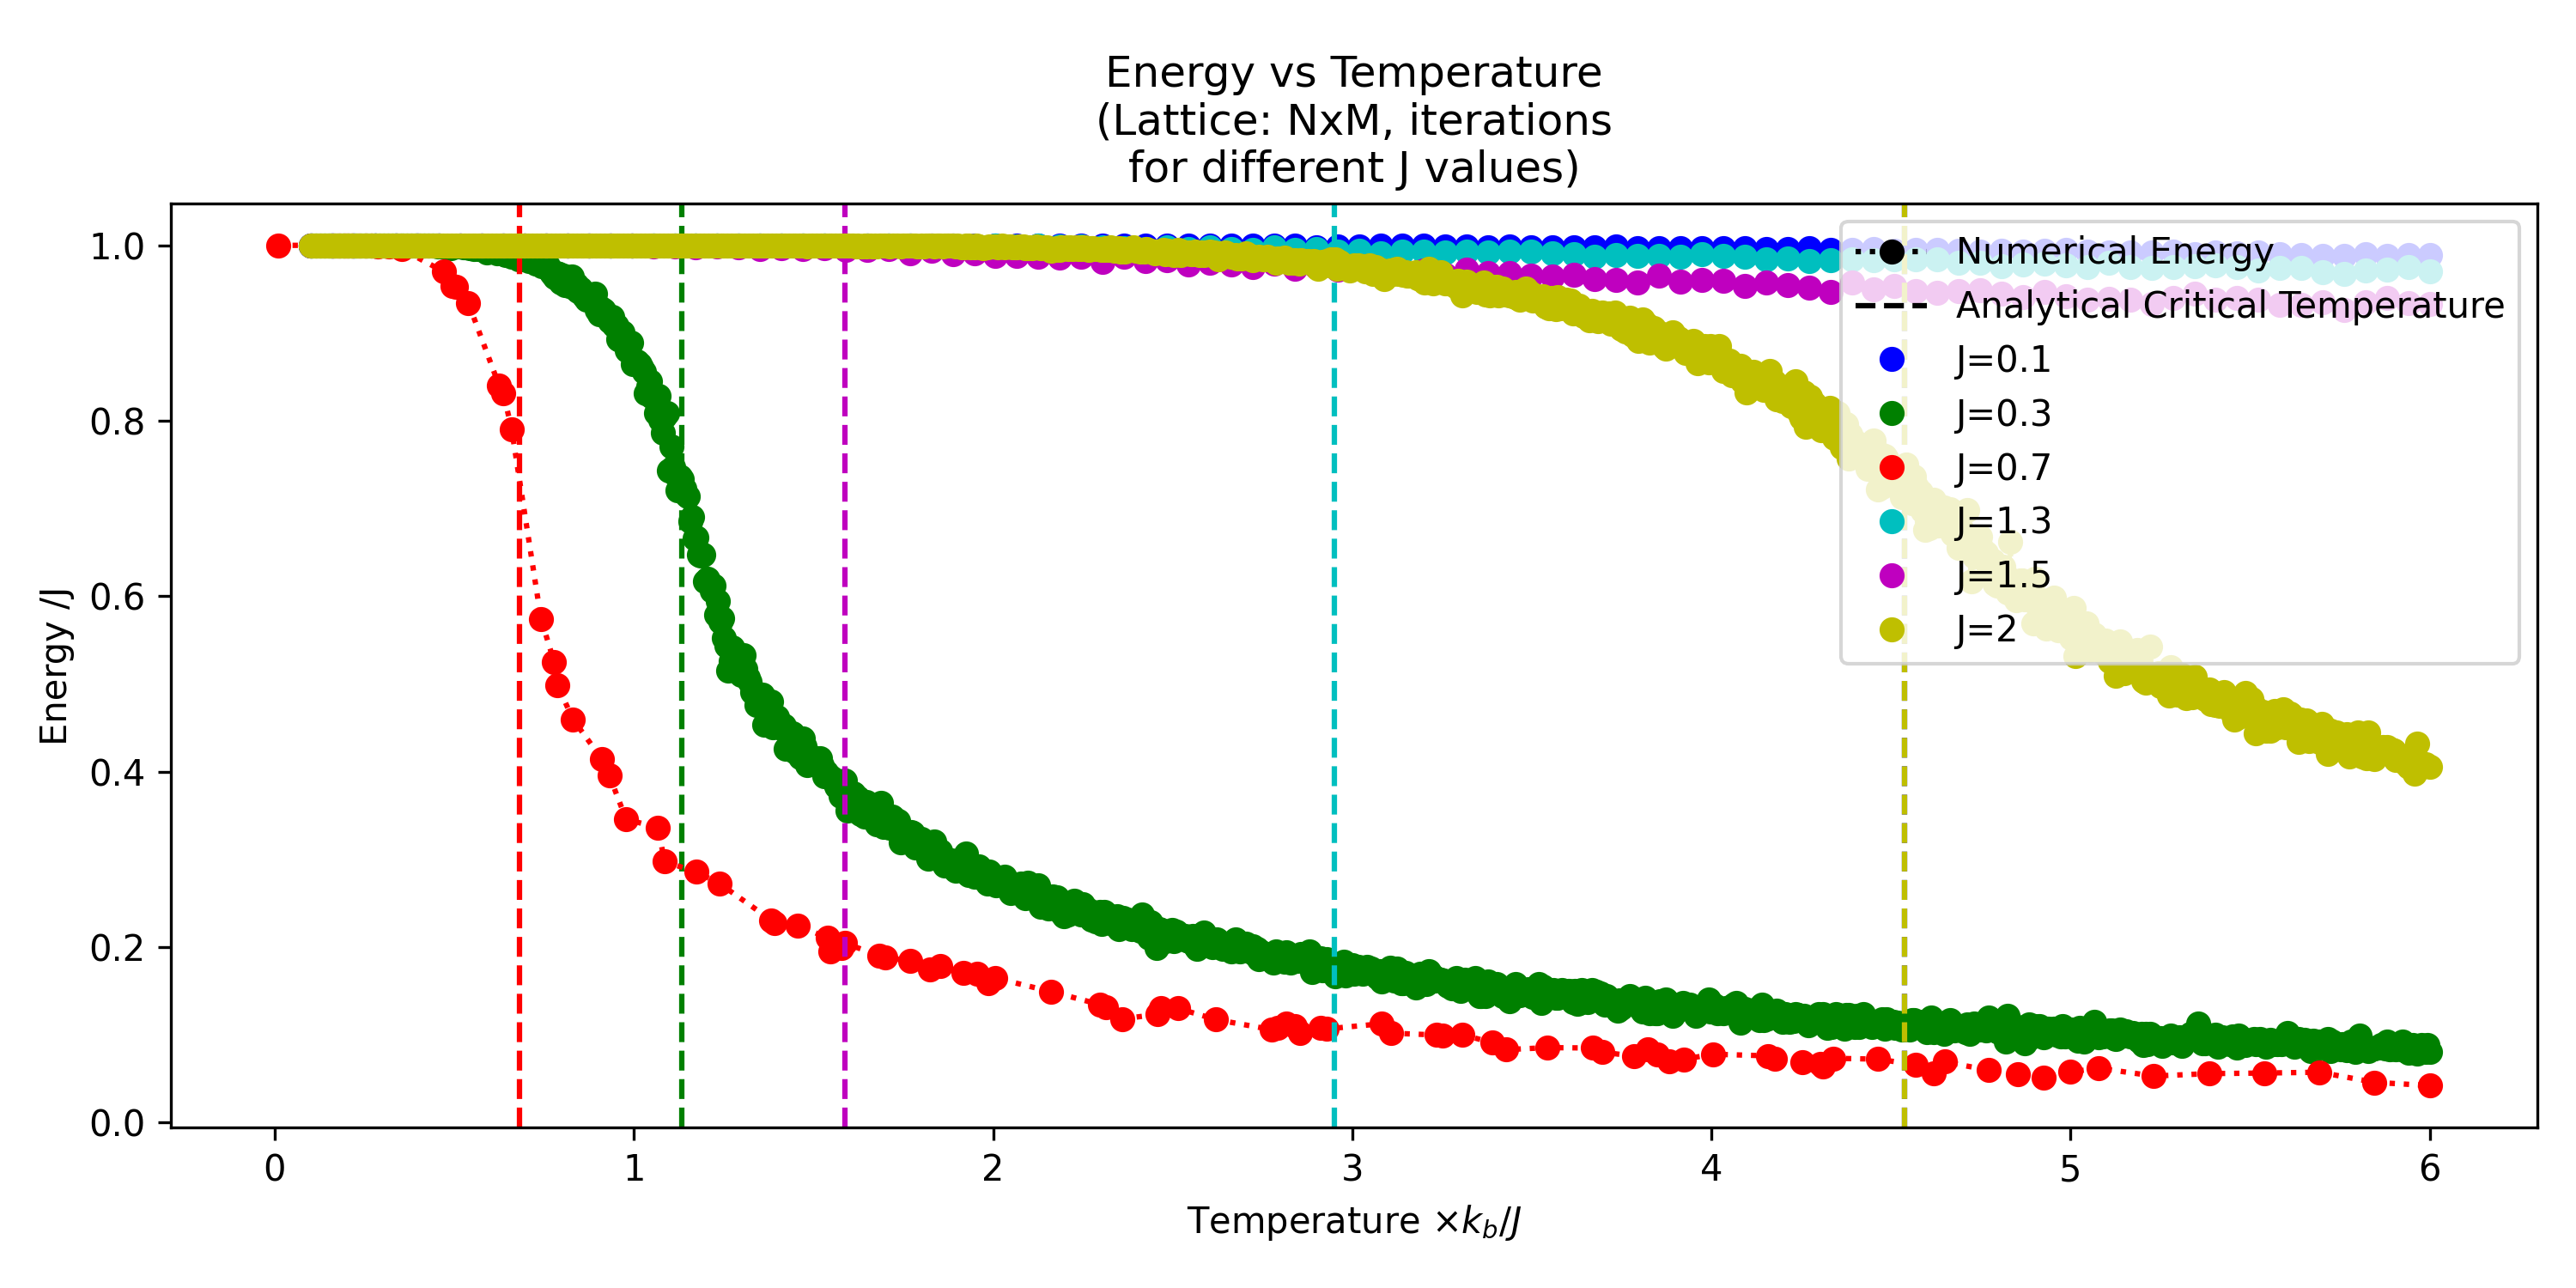 Energy vs Temperature
(Lattice: NxM, iterations
for different J values)
Energy /J
1.0
0.8
0.6
0.4
0.2
0.0
Numerical Energy
Analytical Critical Temperature
J=0.1
J=0.3
J=0.7
J=1.3
J=1.5
J=2
0 1 2 3 4 5 6
Temperature ×k_b/J